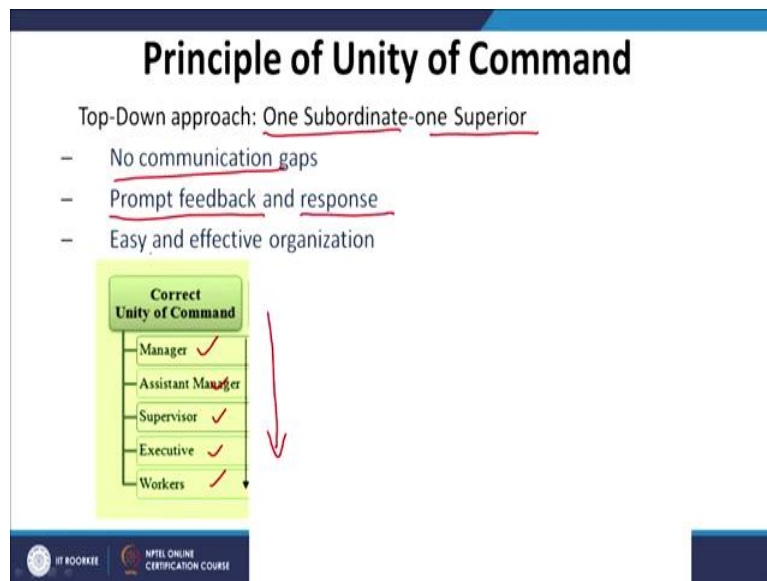 Principle of Unity of Command
Top-Down approach: One Subordinate-one Superior
– No communication gaps
– Prompt feedback and response
– Easy and effective organization
Correct
Unity of Command
Manager
Assistant Manager
Supervisor
Executive
Workers
IIT ROORKEE
NPTEL ONLINE
CERTIFICATION COURSE